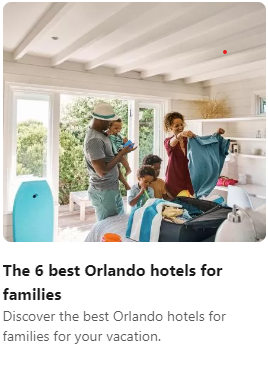 The 6 best Orlando hotels for
families
Discover the best Orlando hotels for
families for your vacation.